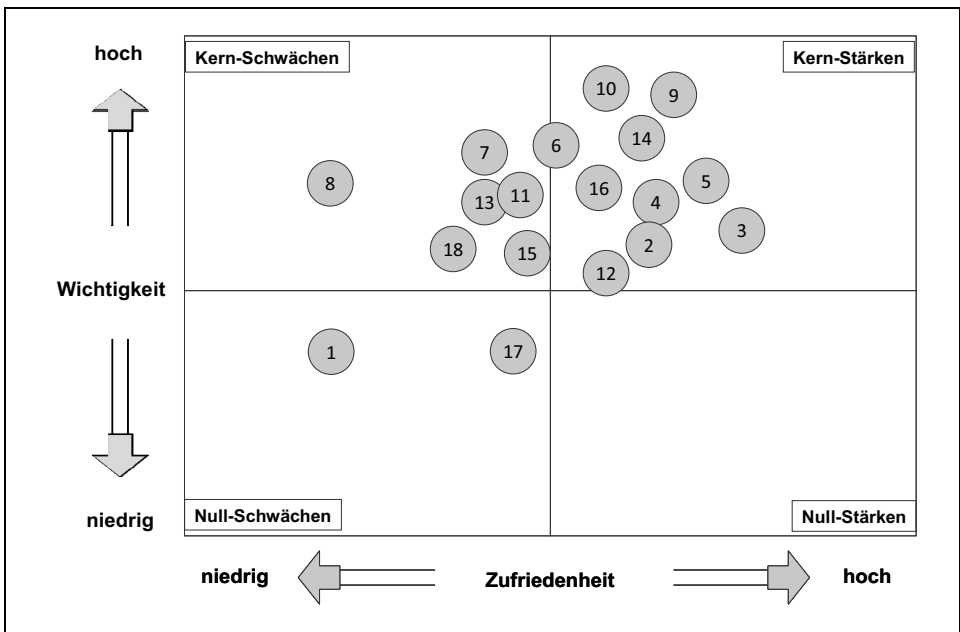 hoch
Kern-Schwächen
Kern-Stärken
10
9
14
6
7
8
16
5
13
11
4
3
18
15
2
12
Wichtigkeit
1
17
niedrig
Null-Schwächen
Null-Stärken
niedrig
Zufriedenheit
hoch